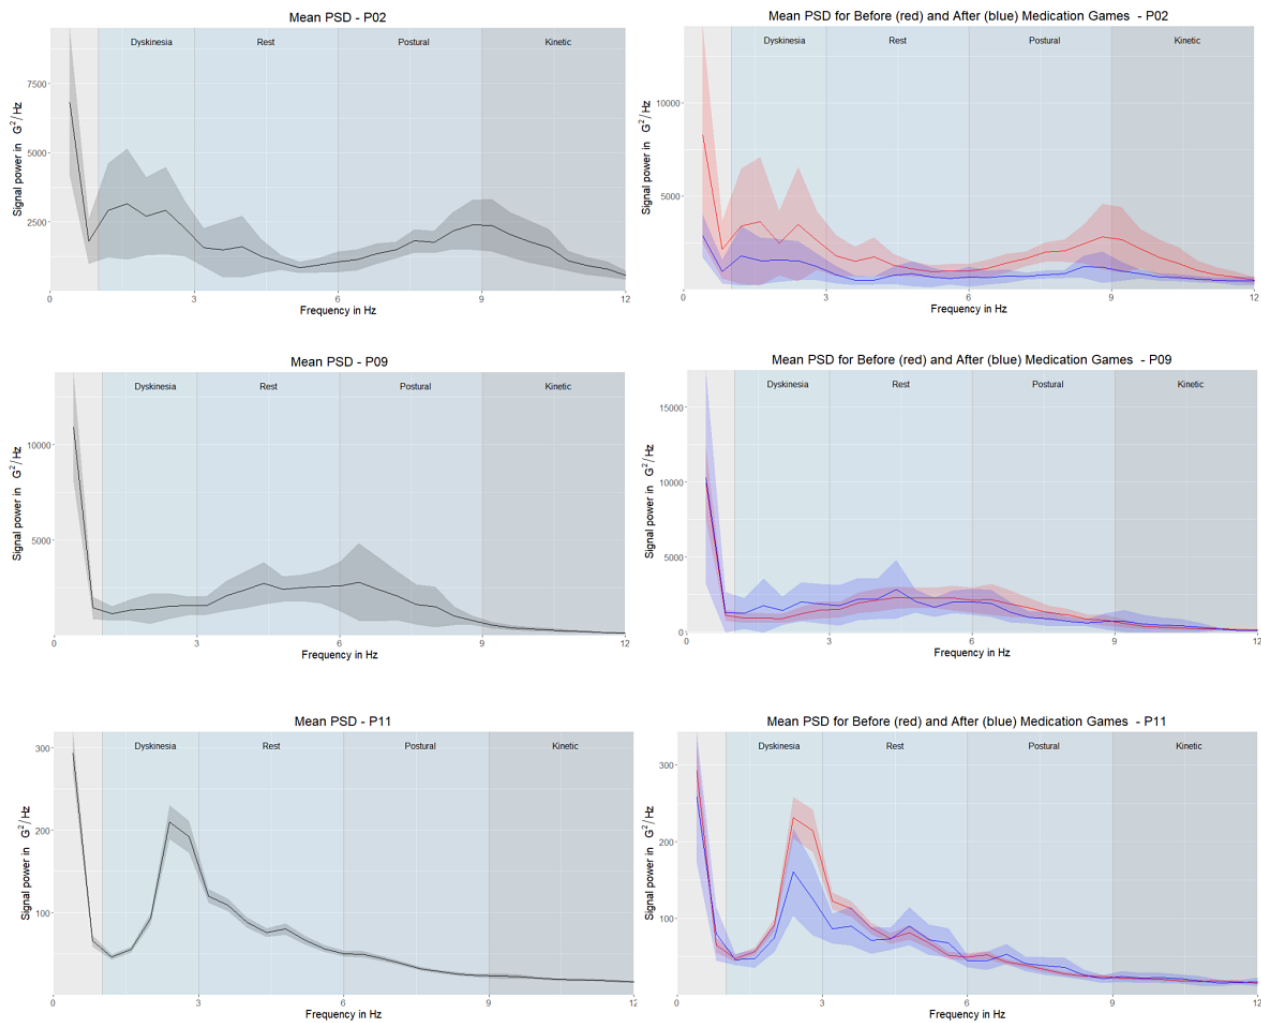 Mean PSD - P02
Dyskinesia Rest Postural Kinetic
7500
5000
2500
0 3 6 9 12
Signal power in G²/Hz
Frequency in Hz
Mean PSD for Before (red) and After (blue) Medication Games - P02
Dyskinesia Rest Postural Kinetic
10000
5000
0 3 6 9 12
Signal power in G²/Hz
Frequency in Hz
Mean PSD - P09
Dyskinesia Rest Postural Kinetic
10000
5000
0 3 6 9 12
Signal power in G²/Hz
Frequency in Hz
Mean PSD for Before (red) and After (blue) Medication Games - P09
Dyskinesia Rest Postural Kinetic
15000
10000
5000
0
0 3 6 9 12
Signal power in G²/Hz
Frequency in Hz
Mean PSD - P11
Dyskinesia Rest Postural Kinetic
300
200
100
0 3 6 9 12
Signal power in G²/Hz
Frequency in Hz
Mean PSD for Before (red) and After (blue) Medication Games - P11
Dyskinesia Rest Postural Kinetic
300
200
100
0 3 6 9 12
Signal power in G²/Hz
Frequency in Hz